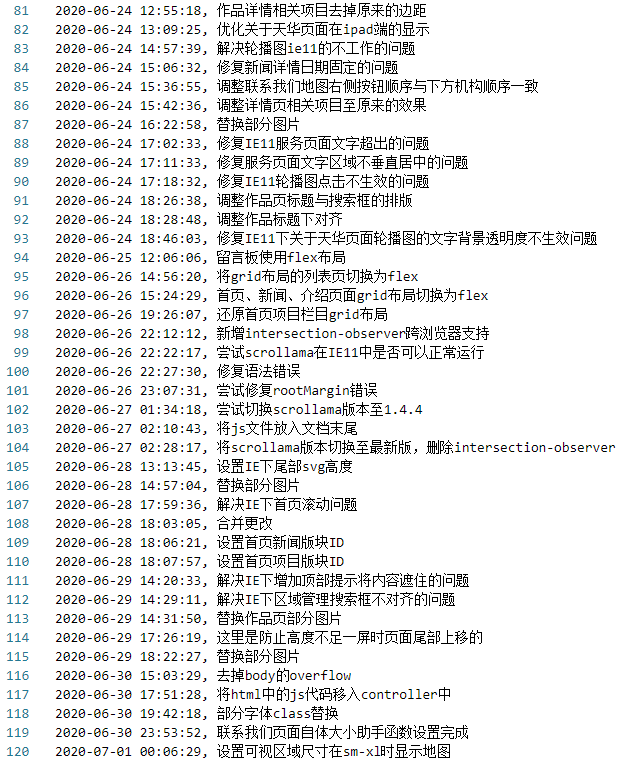 81 2020-06-24 12:55:18, 作品详情相关项目去掉原来的边距
82 2020-06-24 13:09:25, 优化关于天华页面在ipad端的显示
83 2020-06-24 14:57:39, 解决轮播图ie11的不工作的问题
84 2020-06-24 15:06:32, 修复新闻详情日期固定的问题
85 2020-06-24 15:36:55, 调整联系我们地图右侧按钮顺序与下方机构顺序一致
86 2020-06-24 15:42:36, 调整详情页相关项目至原来的效果
87 2020-06-24 16:22:58, 替换部分图片
88 2020-06-24 17:02:33, 修复IE11服务页面文字超出的问题
89 2020-06-24 17:11:33, 修复服务页面文字区域不垂直居中的问题
90 2020-06-24 17:18:32, 修复IE11轮播图点击不生效的问题
91 2020-06-24 18:26:38, 调整作品页标题与搜索框的排版
92 2020-06-24 18:28:48, 调整作品标题下对齐
93 2020-06-24 18:46:03, 修复IE11下关于天华页面轮播图的文字背景透明度不生效问题
94 2020-06-25 12:06:06, 留言板使用flex布局
95 2020-06-26 14:56:20, 将grid布局的列表页切换为flex
96 2020-06-26 15:24:29, 首页、新闻、介绍页面grid布局切换为flex
97 2020-06-26 19:26:07, 还原首页项目栏目grid布局
98 2020-06-26 22:12:12, 新增intersection-observer跨浏览器支持
99 2020-06-26 22:22:17, 尝试scrollama在IE11中是否可以正常运行
100 2020-06-26 22:27:30, 修复语法错误
101 2020-06-26 23:07:31, 尝试修复rootMargin错误
102 2020-06-27 01:34:18, 尝试切换scrollama版本至1.4.4
103 2020-06-27 02:10:43, 将js文件放入文档末尾
104 2020-06-27 02:28:17, 将scrollama版本切换至最新版，删除intersection-observer
105 2020-06-28 13:13:45, 设置IE下尾部svg高度
106 2020-06-28 14:57:04, 替换部分图片
107 2020-06-28 17:59:36, 解决IE下首页滚动问题
108 2020-06-28 18:03:05, 合并更改
109 2020-06-28 18:06:21, 设置首页新闻版块ID
110 2020-06-28 18:07:57, 设置首页项目版块ID
111 2020-06-29 14:20:33, 解决IE下增加顶部提示将内容遮住的问题
112 2020-06-29 14:29:11, 解决IE下区域管理搜索框不对齐的问题
113 2020-06-29 14:31:50, 替换作品页部分图片
114 2020-06-29 17:26:19, 这里是防止高度不足一屏时页面尾部上移的
115 2020-06-29 18:22:27, 替换部分图片
116 2020-06-30 15:03:29, 去掉body的overflow
117 2020-06-30 17:51:28, 将html中的js代码移入controller中
118 2020-06-30 19:42:18, 部分字体class替换
119 2020-06-30 23:53:52, 联系我们页面自体大小助手函数设置完成
120 2020-07-01 00:06:29, 设置可视区域尺寸在sm-xl时显示地图